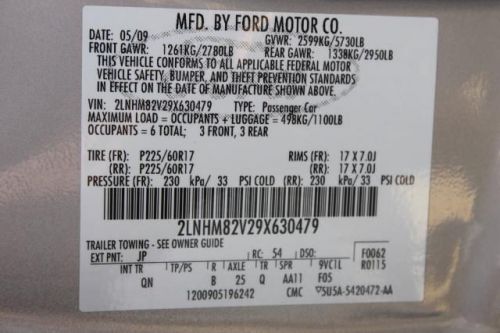 MFD. BY FORD MOTOR CO.
DATE: 05/09 GVWR: 2599KG/5730LB
FRONT GAWR: 1261KG/2780LB REAR GAWR: 1338KG/2950LB
THIS VEHICLE CONFORMS TO ALL APPLICABLE FEDERAL MOTOR
VEHICLE SAFETY, BUMPER, AND THEFT PREVENTION STANDARDS
IN EFFECT ON THE DATE OF MANUFACTURE SHOWN ABOVE.
VIN: 2LNHM82V29X630479 TYPE: Passenger Car
MAXIMUM LOAD = OCCUPANTS + LUGGAGE = 498KG/1100LB
OCCUPANTS = 6 TOTAL; 3 FRONT, 3 REAR
TIRE (FR): P225/60R17 RIMS (FR): 17 X 7.0J
(RR): P225/60R17 (RR): 17 X 7.0J
PRESSURE (FR): 230 kPa/ 33 PSI COLD (RR): 230 kPa/ 33 PSI COLD
2LNHM82V29X630479
TRAILER TOWING - SEE OWNER GUIDE
EXT PNT: JP RC: 54 DSO: F0062
INT TR TP/PS R AXLE TR SPR 9VC1L R0115
QN B 25 Q AA11 F05
1200905196242 CMC ▽5U5A-5420472-AA